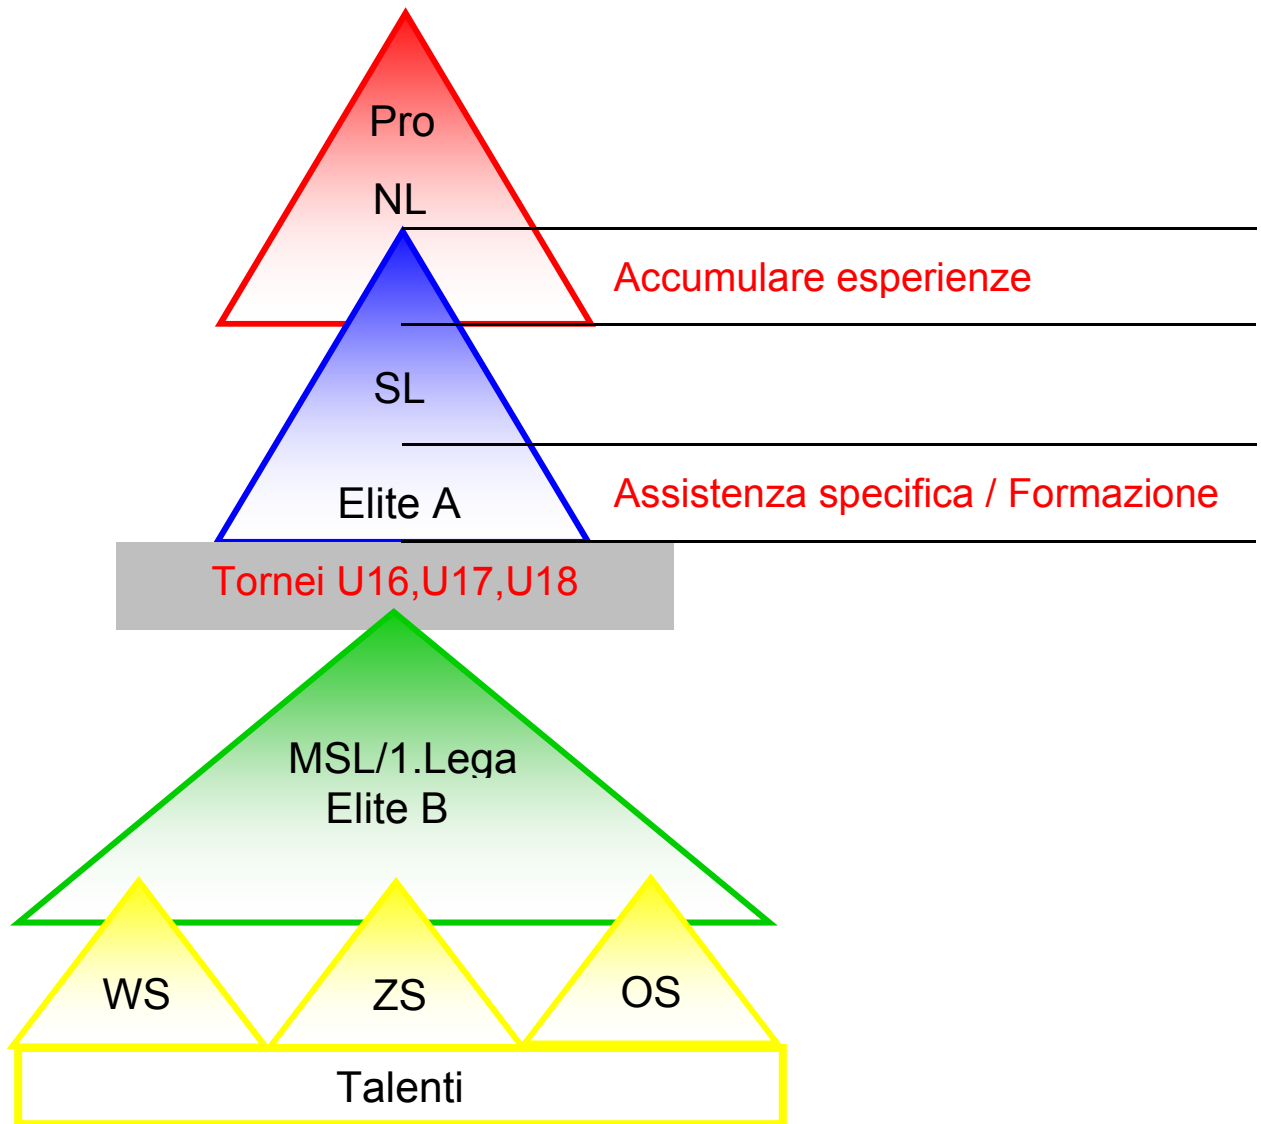 Pro
NL
Accumulare esperienze
SL
Elite A
Assistenza specifica / Formazione
Tornei U16,U17,U18
MSL/1.Lega
Elite B
WS
ZS
OS
Talenti